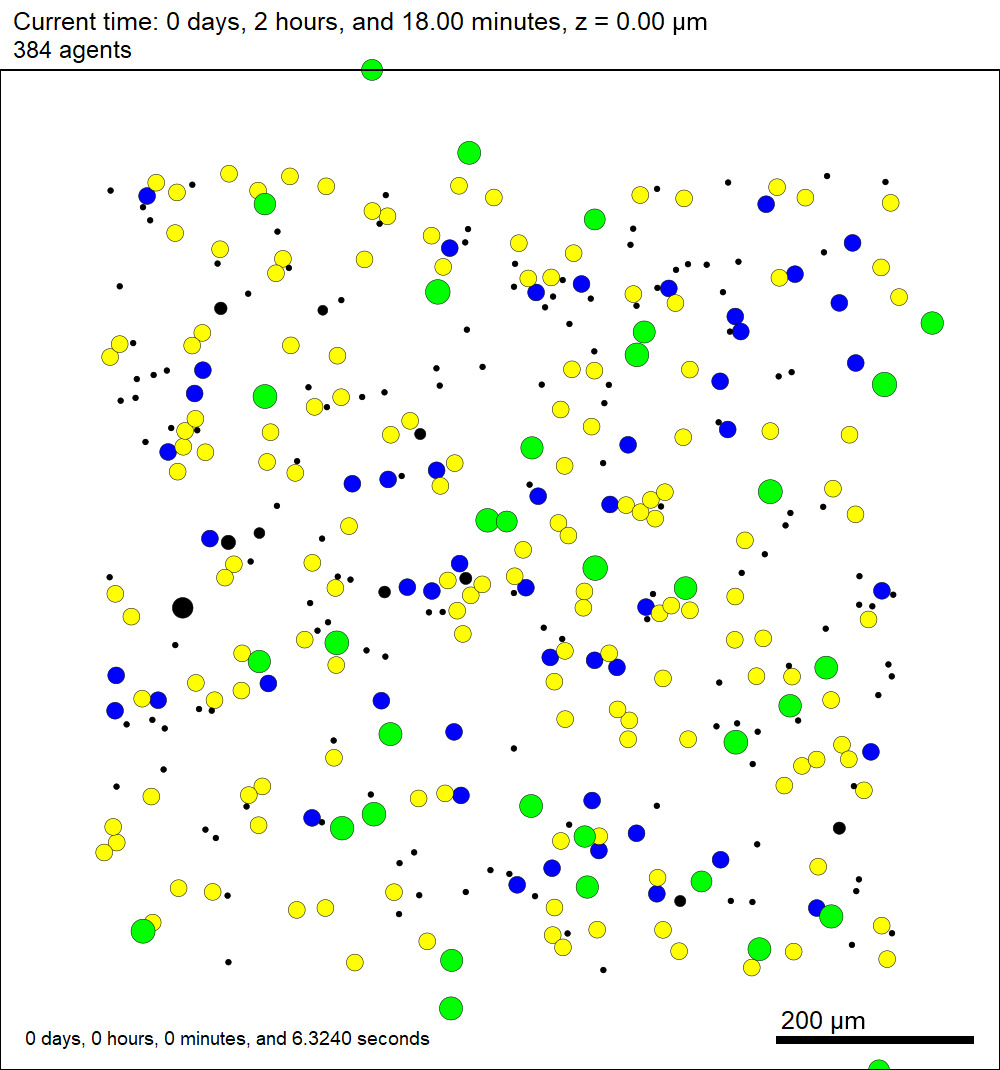 Current time: 0 days, 2 hours, and 18.00 minutes, z = 0.00 µm
384 agents
200 µm
0 days, 0 hours, 0 minutes, and 6.3240 seconds